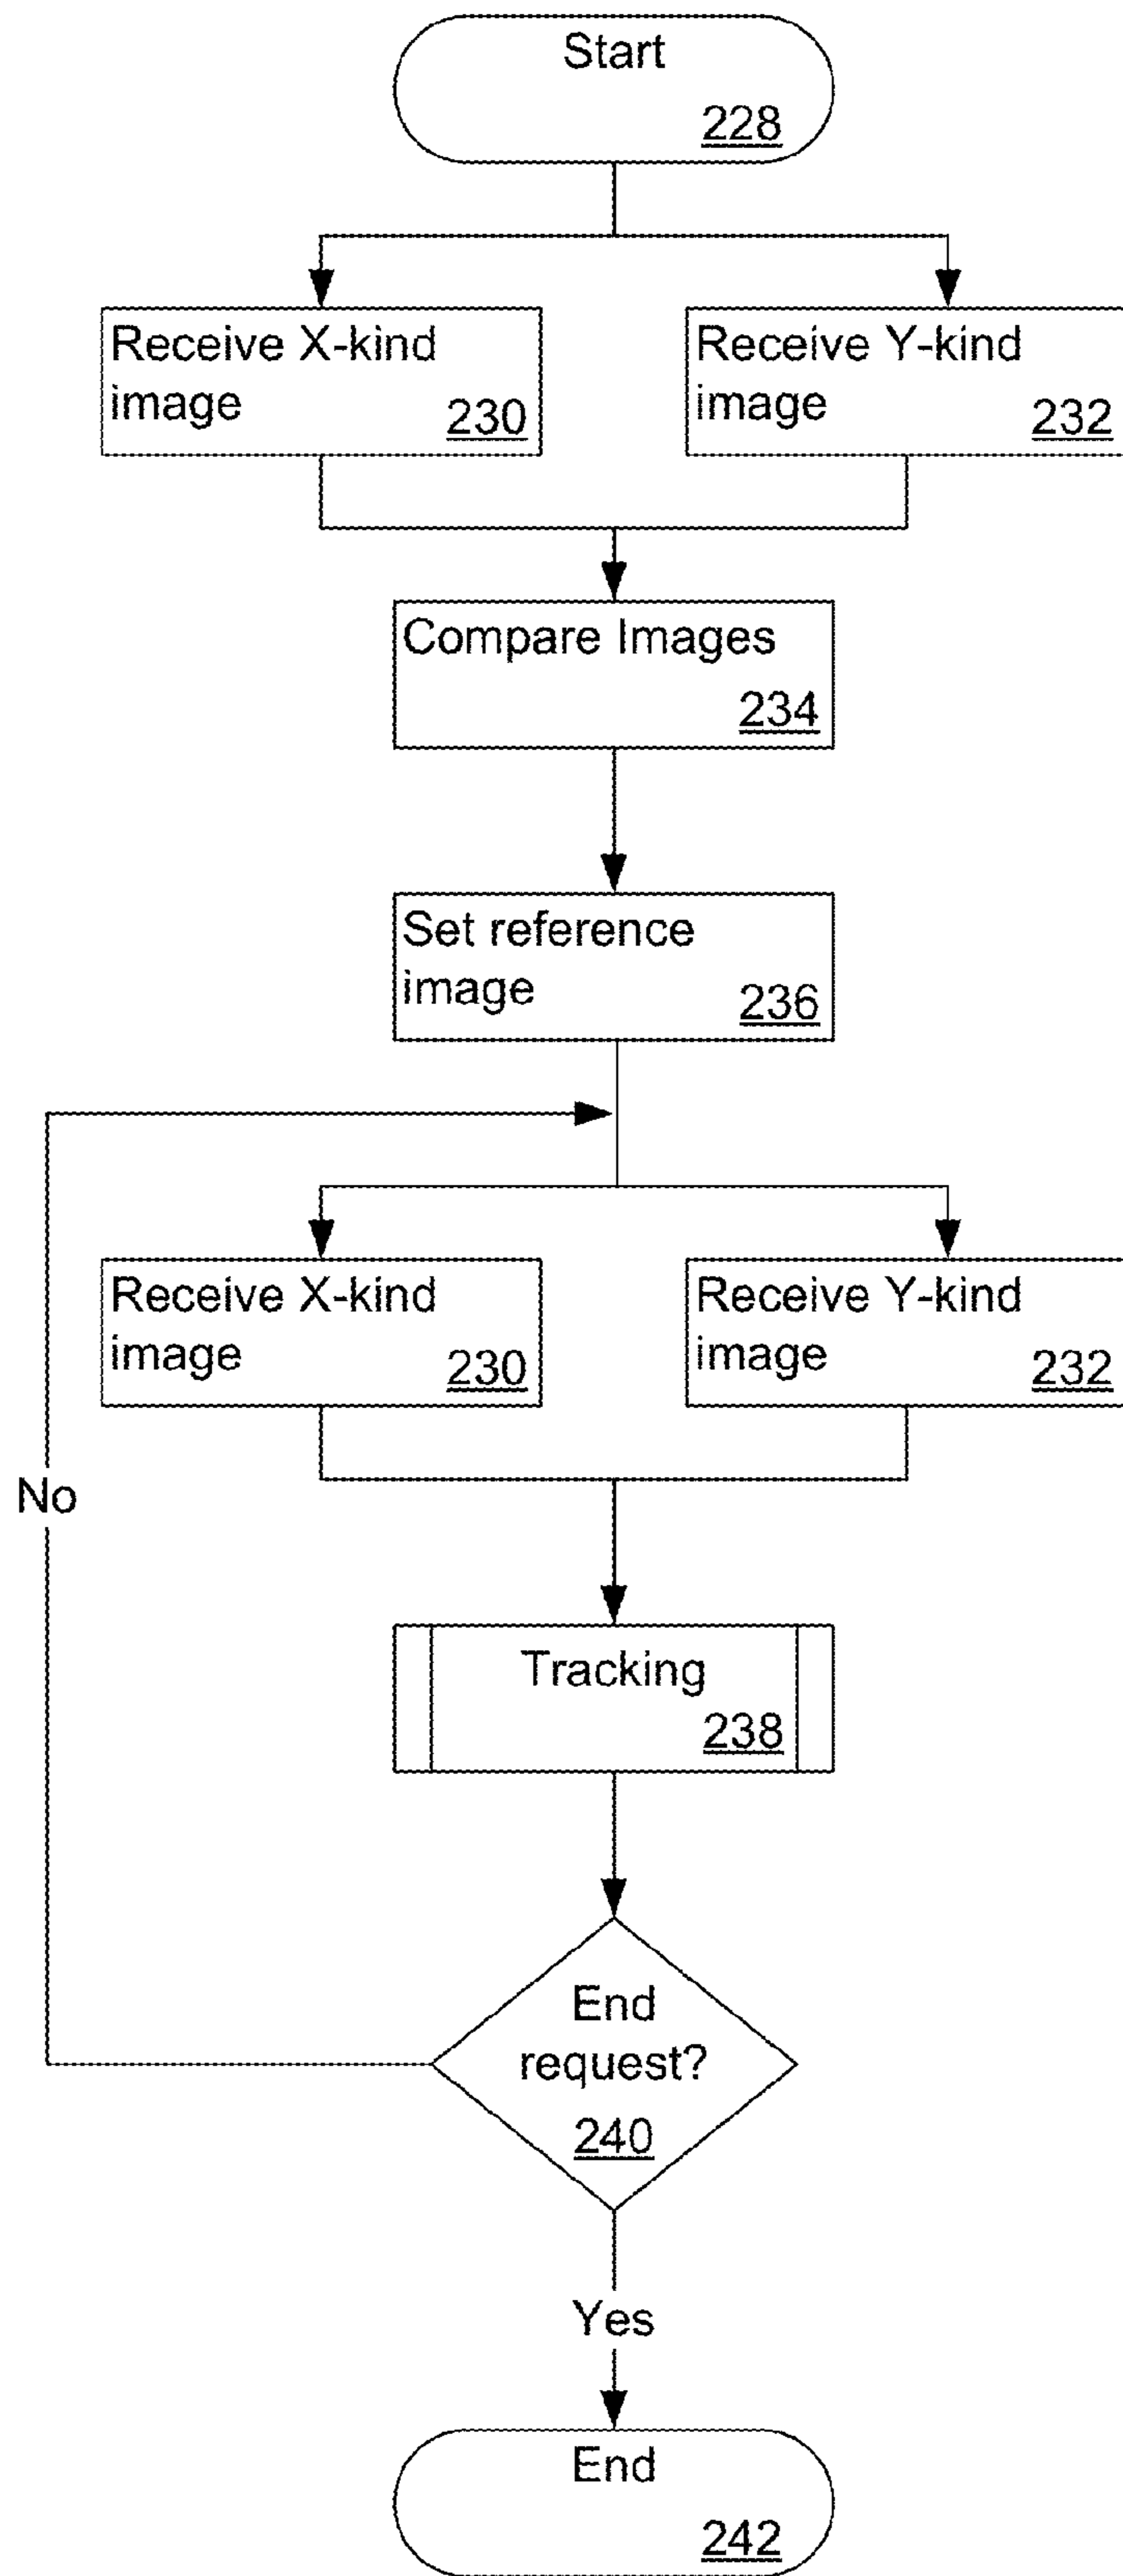 Start
228
Receive X-kind
image
230
Receive Y-kind
image
232
Compare Images
234
Set reference
image
236
Receive X-kind
image
230
Receive Y-kind
image
232
No
Tracking
238
End
request?
240
Yes
End
242